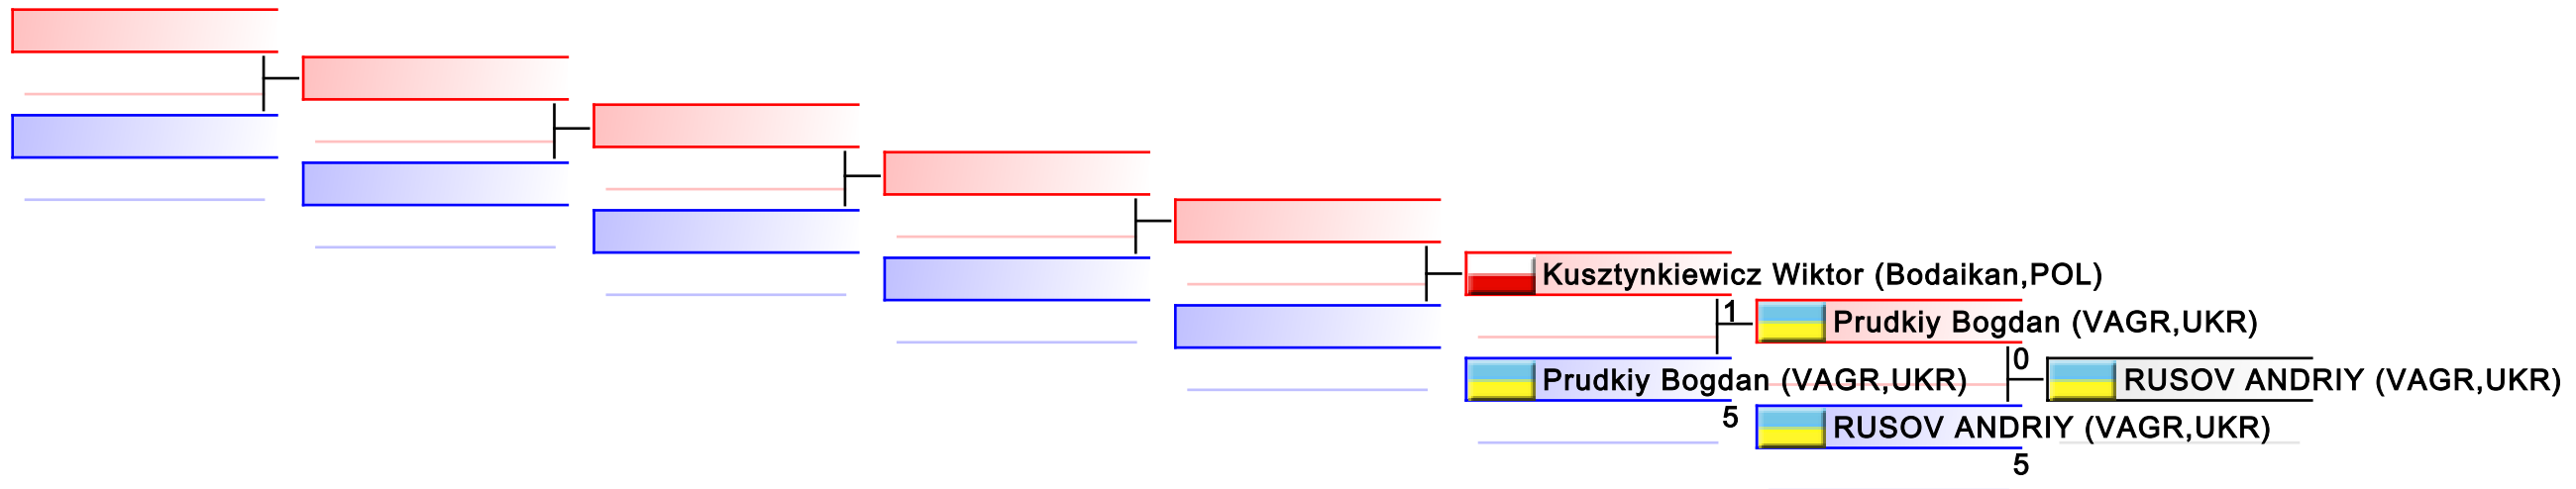 Kusztynkiewicz Wiktor (Bodaikan,POL)
1
Prudkiy Bogdan (VAGR,UKR)
0
Prudkiy Bogdan (VAGR,UKR)
RUSOV ANDRIY (VAGR,UKR)
5
RUSOV ANDRIY (VAGR,UKR)
5